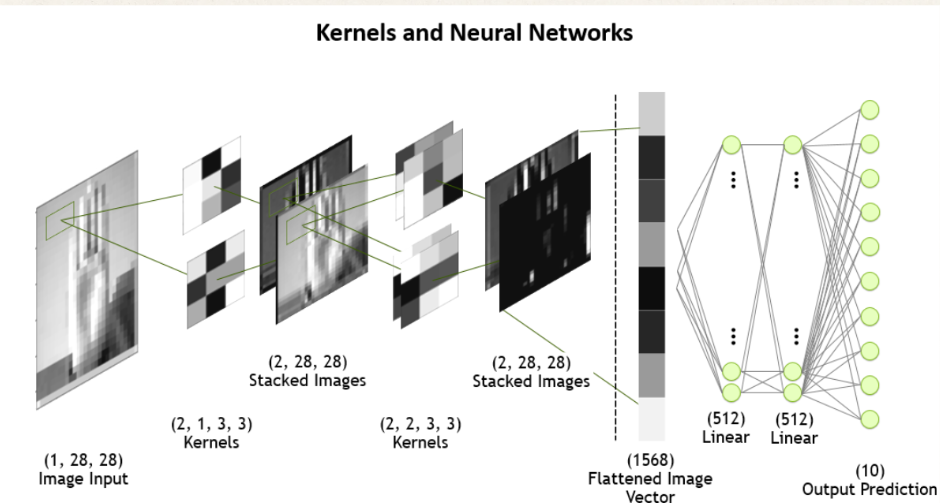 Kernels and Neural Networks
(2, 28, 28)
Stacked Images
(2, 28, 28)
Stacked Images
(2, 1, 3, 3)
Kernels
(2, 2, 3, 3)
Kernels
(512)
Linear
(512)
Linear
(1, 28, 28)
Image Input
(1568)
Flattened Image
Vector
(10)
Output Prediction